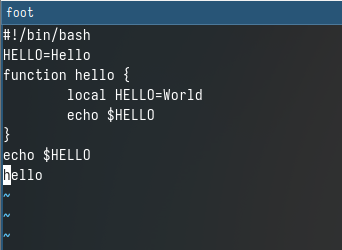 foot
#!/bin/bash
HELLO=Hello
function hello {
        local HELLO=World
        echo $HELLO
}
echo $HELLO
hello
~
~
~